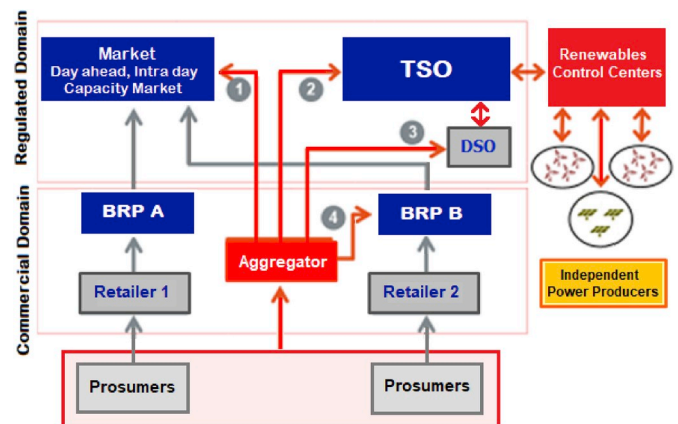 Regulated Domain
Market
Day ahead, Intra day
Capacity Market
TSO
Renewables
Control Centers
1
2
3
DSO
Commercial Domain
BRP A
4
BRP B
Aggregator
Retailer 1
Retailer 2
Independent
Power Producers
Prosumers
Prosumers